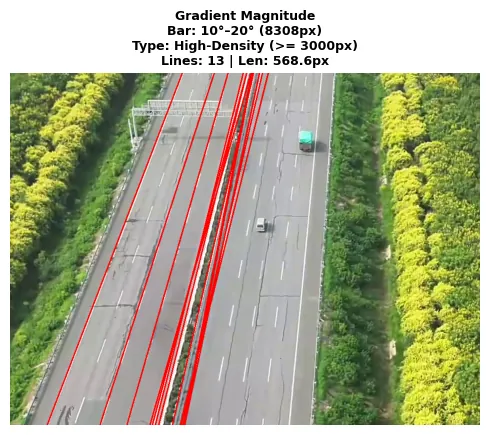 Gradient Magnitude
Bar: 10°–20° (8308px)
Type: High-Density (>= 3000px)
Lines: 13 | Len: 568.6px